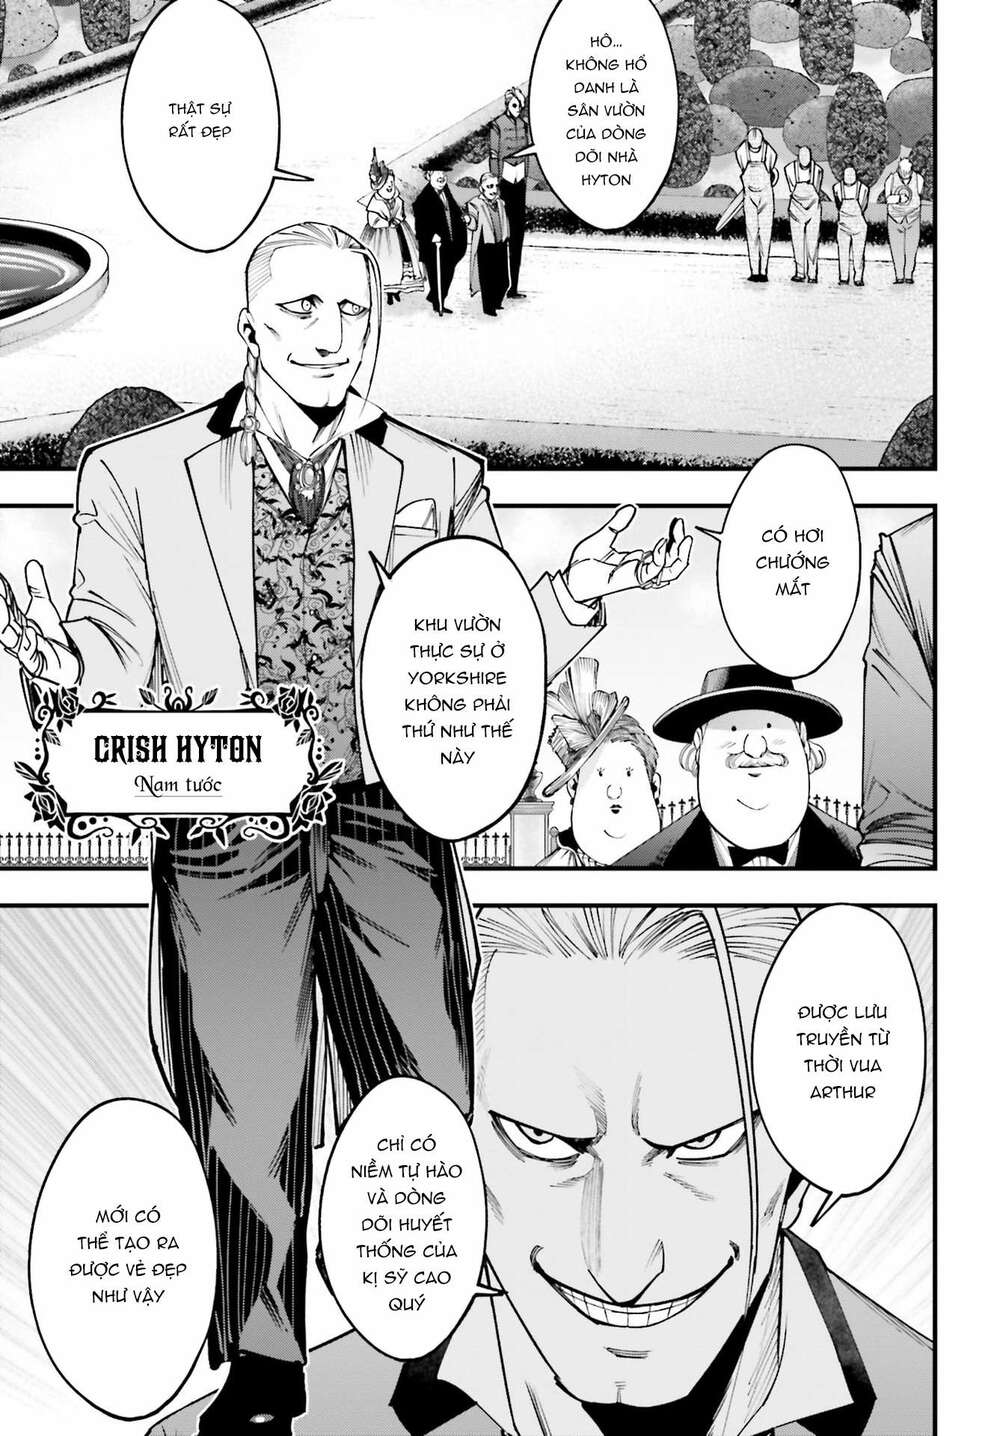 HÔ...
KHÔNG HỔ
DANH LÀ
SÂN VƯỜN
CỦA DÒNG
DÕI NHÀ
HYTON
THẬT SỰ
RẤT ĐẸP
CÓ HƠI
CHƯỚNG
MẮT
KHU VƯỜN
THỰC SỰ Ở
YORKSHIRE
KHÔNG PHẢI
THỨ NHƯ THẾ
NÀY
CRISH HYTON
Nam tước
ĐƯỢC LƯU
TRUYỀN TỪ
THỜI VUA
ARTHUR
CHỈ CÓ
NIỀM TỰ HÀO
VÀ DÒNG
DÕI HUYẾT
THỐNG CỦA
KỊ SỸ CAO
QUÝ
MỚI CÓ
THỂ TẠO RA
ĐƯỢC VẺ ĐẸP
NHƯ VẬY